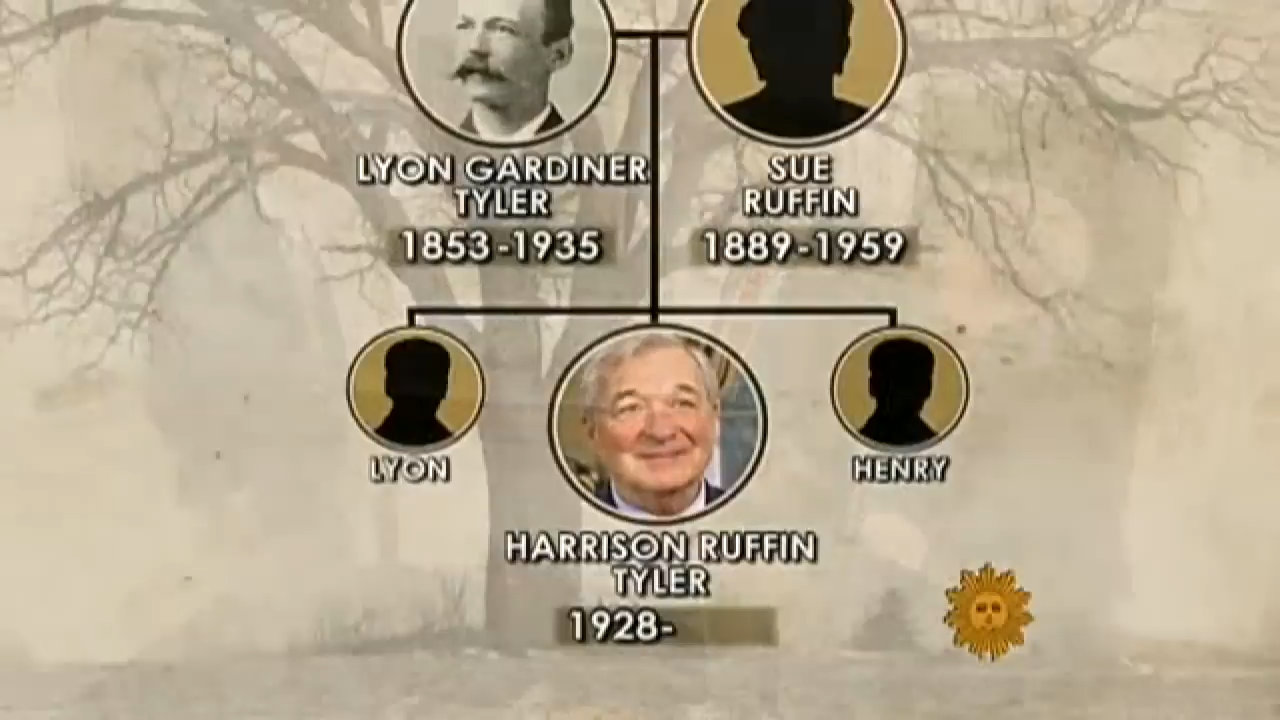 LYON GARDINER
TYLER
1853-1935
SUE
RUFFIN
1889-1959
LYON
HENRY
HARRISON RUFFIN
TYLER
1928-